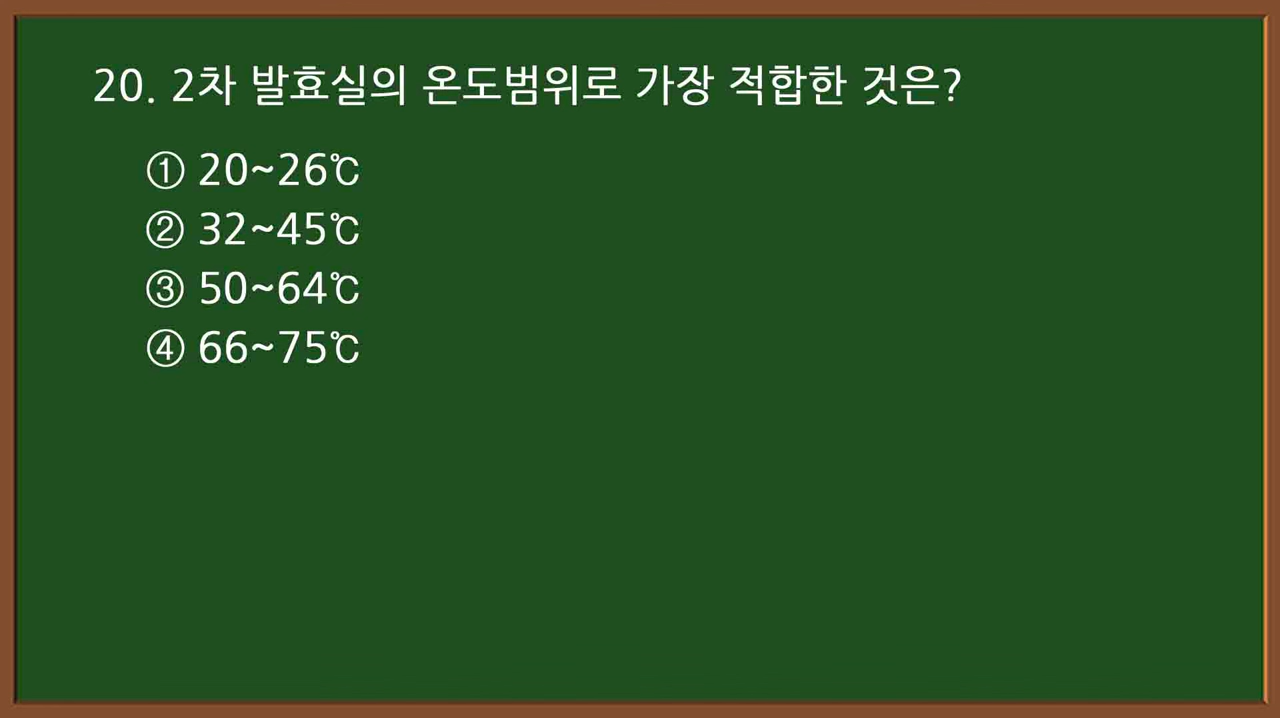 20. 2차 발효실의 온도범위로 가장 적합한 것은?
① 20~26℃
② 32~45℃
③ 50~64℃
④ 66~75℃